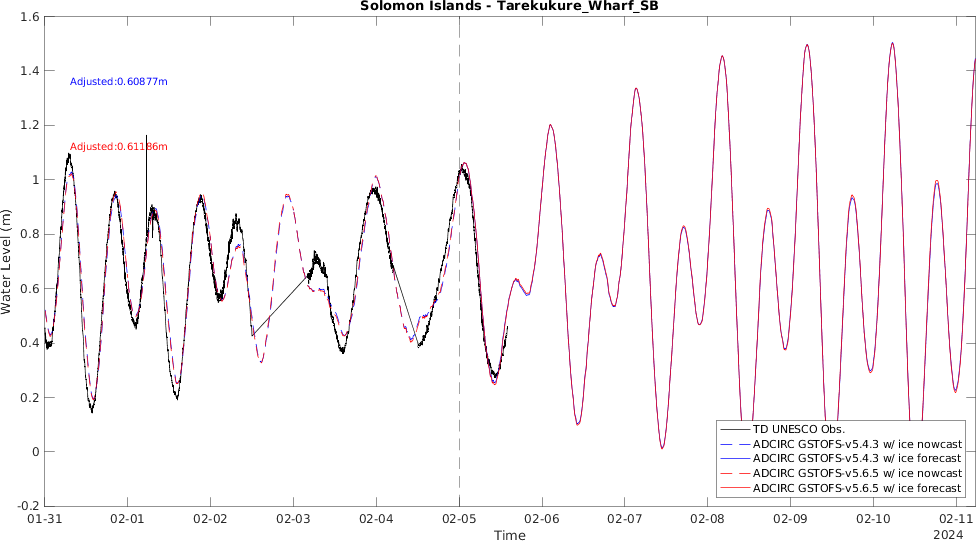 Solomon Islands - Tarekukure_Wharf_SB
1.6
1.4
1.2
1
0.8
0.6
0.4
0.2
0
-0.2
Water Level (m)
Adjusted:0.60877m
Adjusted:0.61186m
TD UNESCO Obs.
ADCIRC GSTOFS-v5.4.3 w/ ice nowcast
ADCIRC GSTOFS-v5.4.3 w/ ice forecast
ADCIRC GSTOFS-v5.6.5 w/ ice nowcast
ADCIRC GSTOFS-v5.6.5 w/ ice forecast
01-31 02-01 02-02 02-03 02-04 02-05 02-06 02-07 02-08 02-09 02-10 02-11
Time 2024